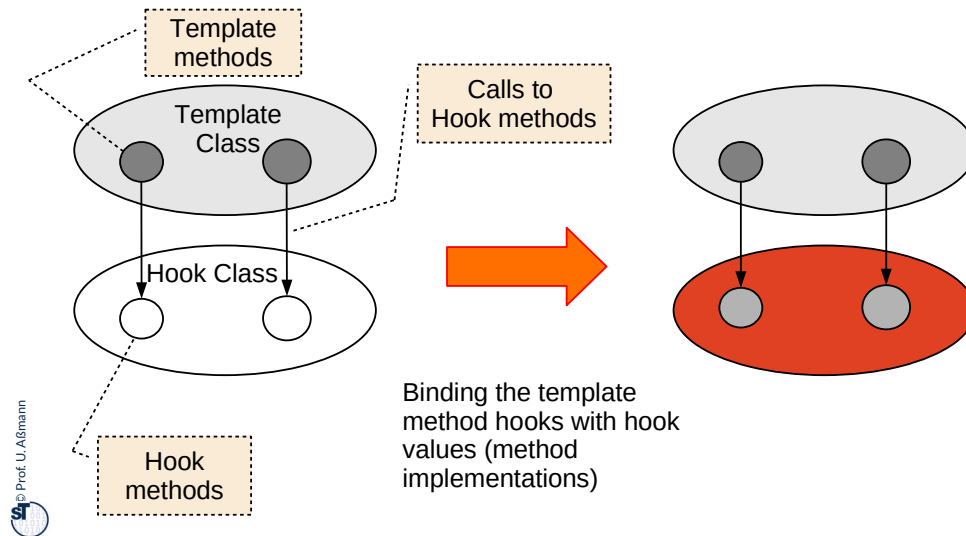 Template
methods
Calls to
Hook methods
Template
Class
Hook Class
Binding the template
method hooks with hook
values (method
implementations)
Hook
methods
© Prof. U. Aßmann
ST